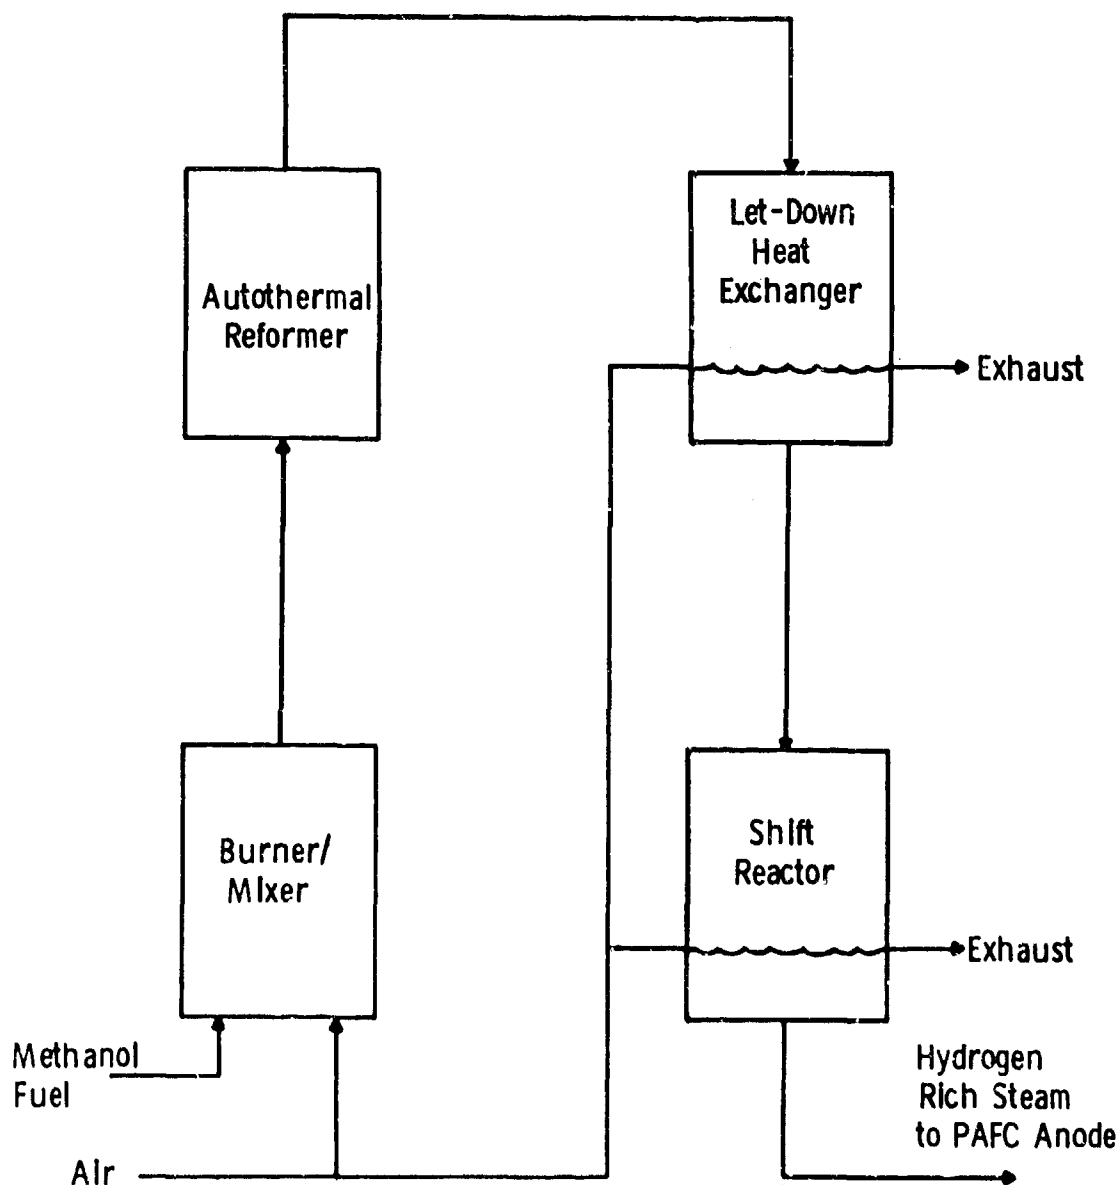 Let-Down
Heat
Exchanger
Autothermal
Reformer
Exhaust
Shift
Reactor
Burner/
Mixer
Exhaust
Methanol
Fuel
Hydrogen
Rich Steam
to PAFC Anode
Air